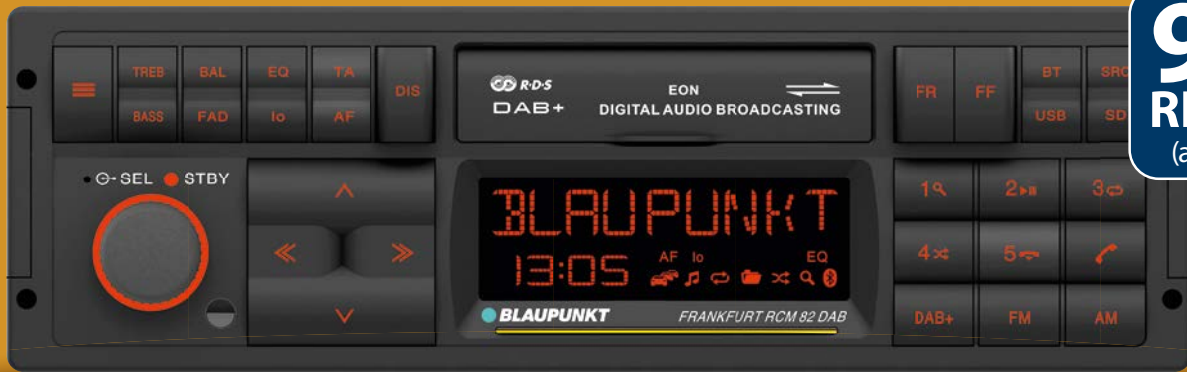 TREB BAL EQ TA DIS
BASS FAD lo AF
R·D·S
DAB+
EON
DIGITAL AUDIO BROADCASTING
FR FF BT SRC
USB SD
SEL STBY
BLAUPUNKT
AF lo EQ
13:05
BLAUPUNKT FRANKFURT RCM 82 DAB
1 2 3
4 5
DAB+ FM AM
9
(a